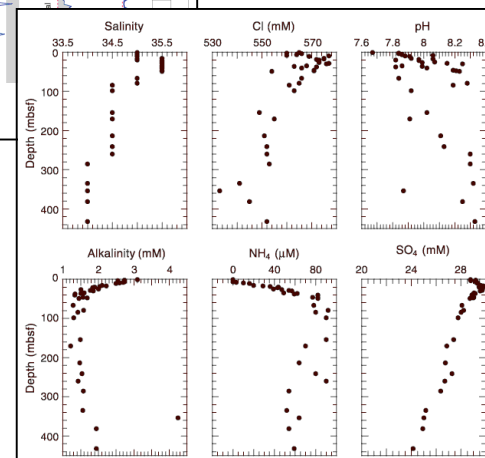 al
Salinity Cl (mM) pH
33.5 34.5 35.5 530 550 570 7.6 7.8 8 8.2 8
0
100
200
300
400
Depth (mbsf)
Alkalinity (mM) NH₄ (μM) SO₄ (mM)
1 2 3 4 0 40 80 20 24 28
0
100
200
300
400
Depth (mbsf)